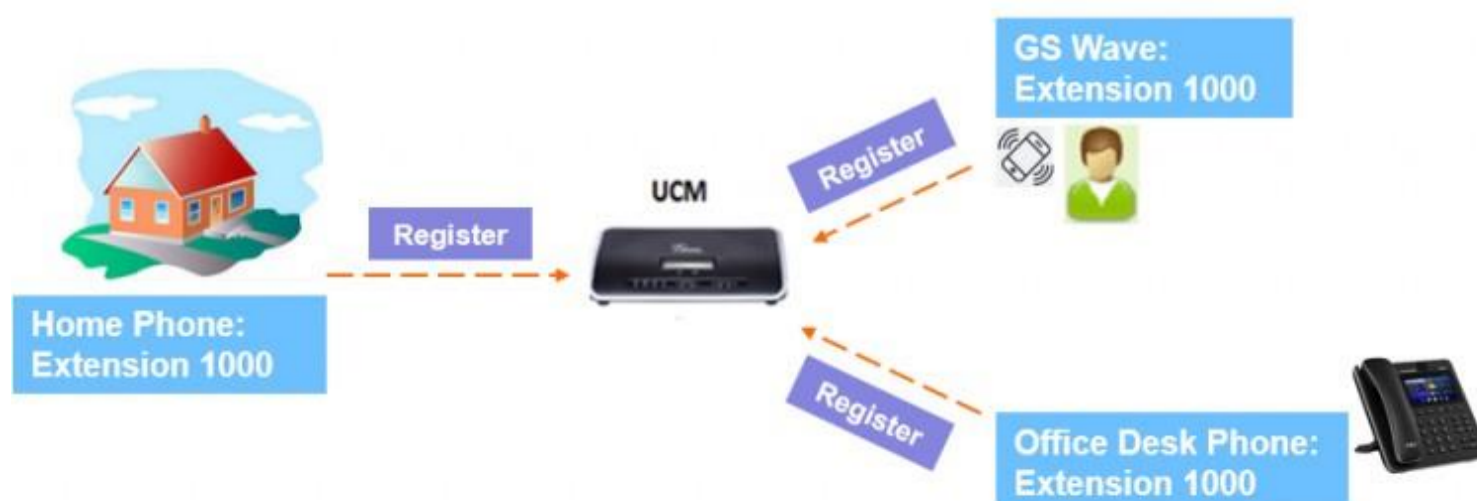 GS Wave:
Extension 1000
Register
UCM
Register
Home Phone:
Extension 1000
Register
Office Desk Phone:
Extension 1000